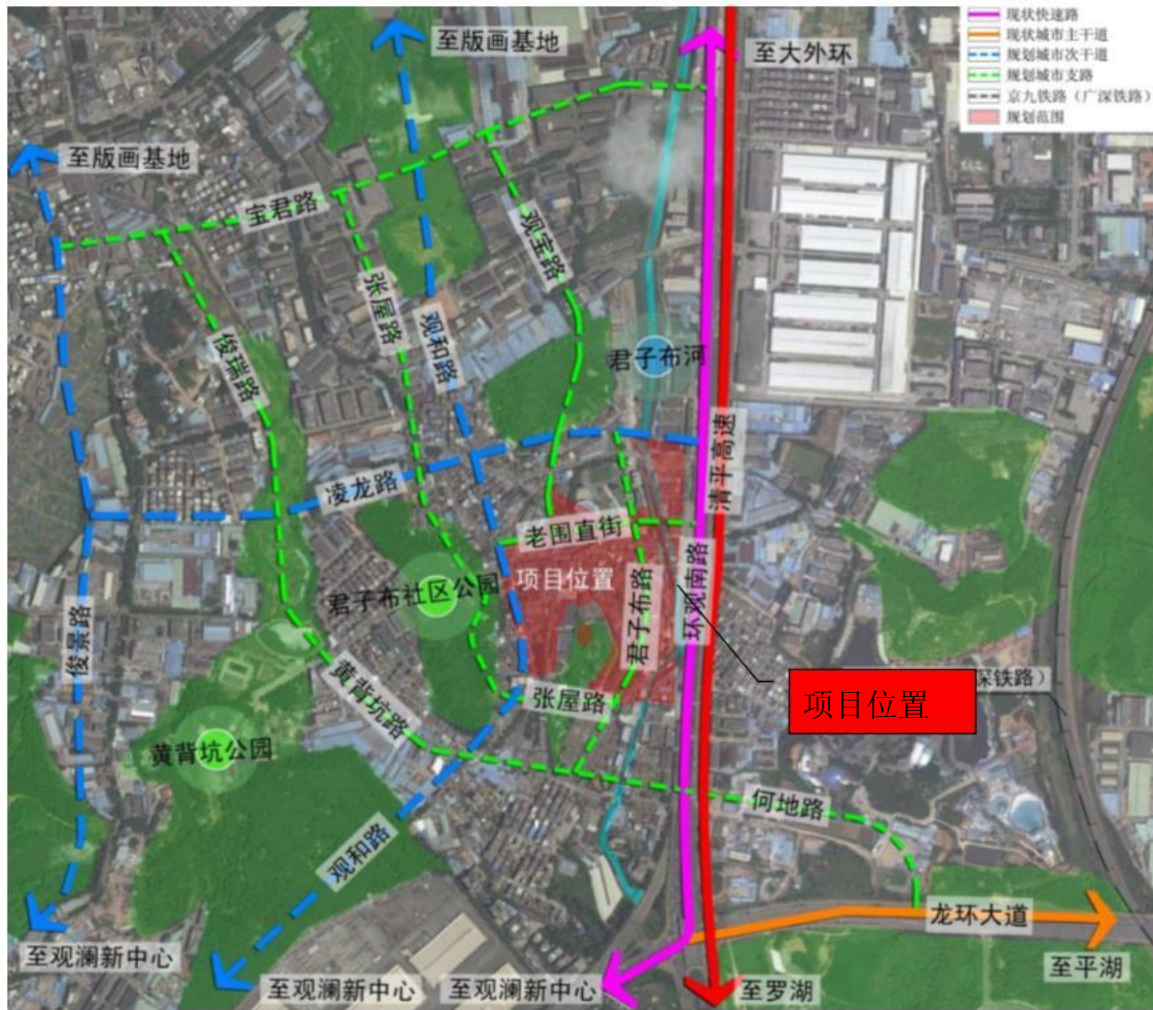 现状快速路
现状城市主干道
规划城市次干道
规划城市支路
京九铁路（广深铁路）
规划范围
至版画基地
至大外环
至版画基地
宝君路
观宝路
张屋路
观和路
俊瑞路
君子布河
清平高速
凌龙路
老围直街
项目位置
君子布社区公园
君子布路
环观南路
俊景路
黄背坑路
张屋路
项目位置
深铁路）
黄背坑公园
何地路
观和路
龙环大道
至观澜新中心
至观澜新中心
至观澜新中心
至罗湖
至平湖